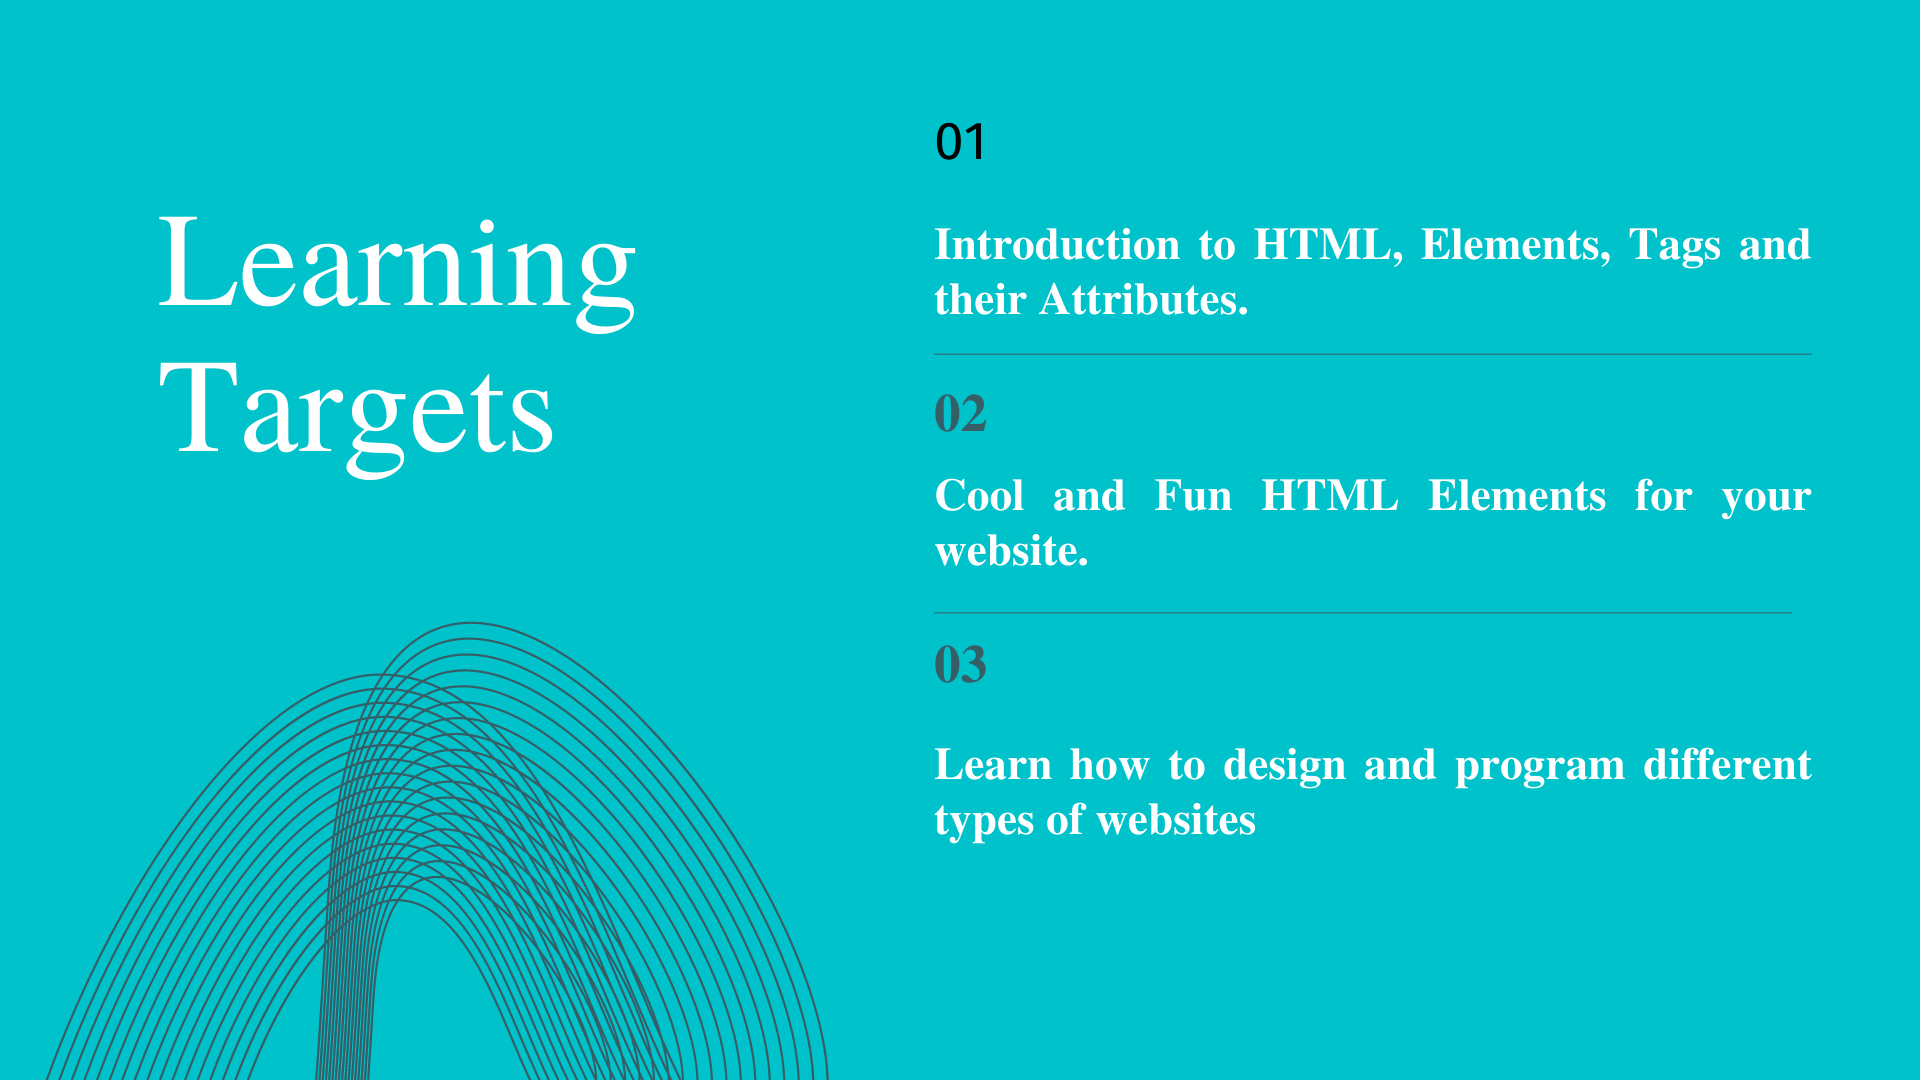 Learning
Targets
01
Introduction to HTML, Elements, Tags and
their Attributes.
02
Cool and Fun HTML Elements for your
website.
03
Learn how to design and program different
types of websites